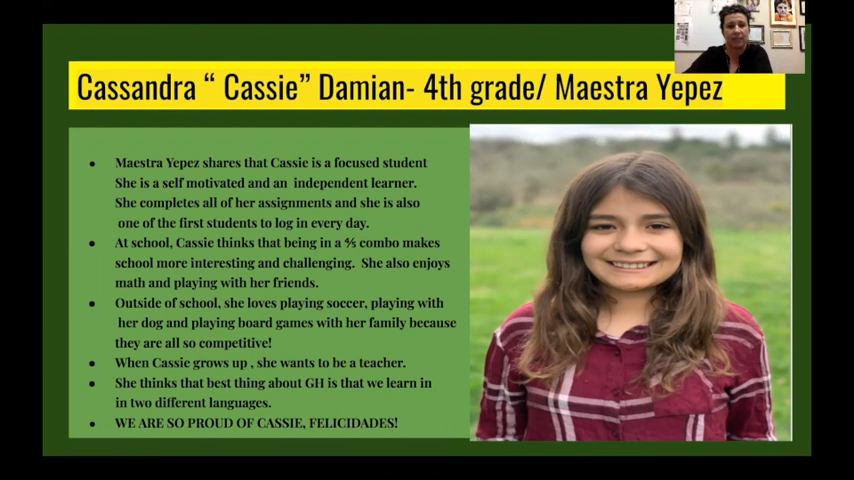 Cassandra “ Cassie” Damian- 4th grade/ Maestra Yepez
● Maestra Yepez shares that Cassie is a focused student
She is a self motivated and an independent learner.
She completes all of her assignments and she is also
one of the first students to log in every day.
● At school, Cassie thinks that being in a ⅘ combo makes
school more interesting and challenging. She also enjoys
math and playing with her friends.
● Outside of school, she loves playing soccer, playing with
her dog and playing board games with her family because
they are all so competitive!
● When Cassie grows up , she wants to be a teacher.
● She thinks that best thing about GH is that we learn in
in two different languages.
● WE ARE SO PROUD OF CASSIE, FELICIDADES!